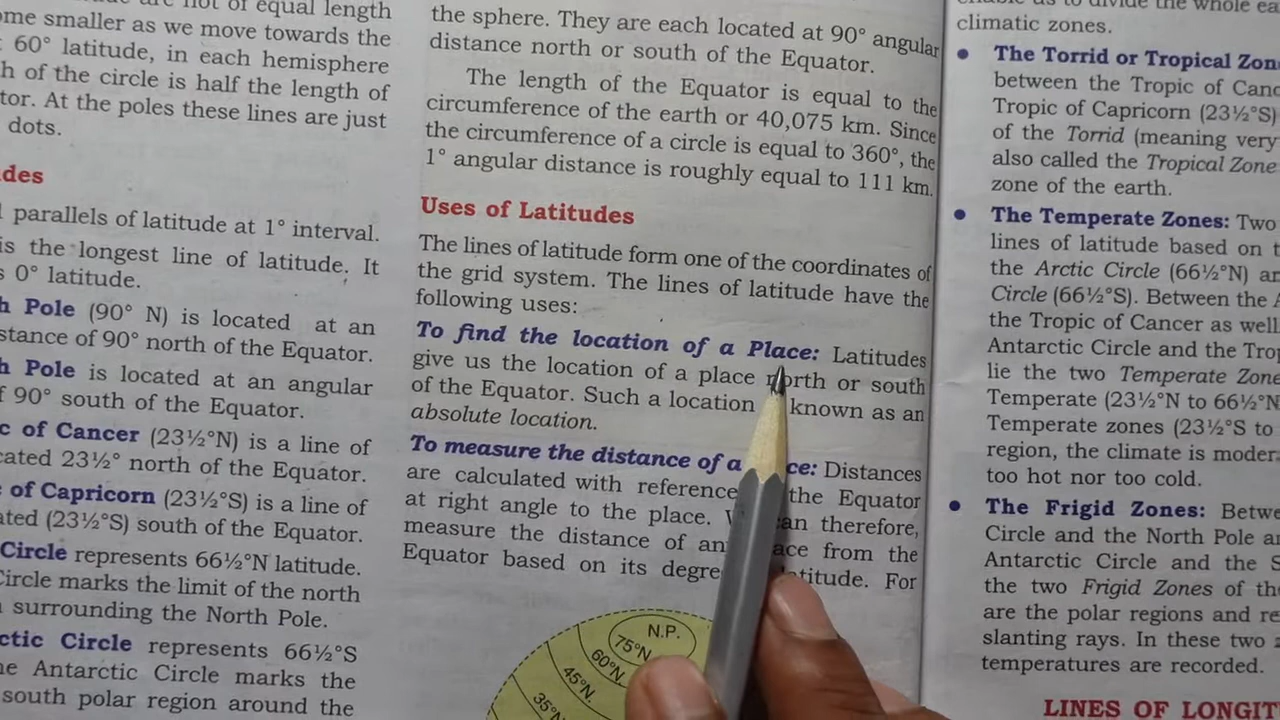 not of equal length
me smaller as we move towards the
60° latitude, in each hemisphere
h of the circle is half the length of
tor. At the poles these lines are just
dots.
des
parallels of latitude at 1° interval.
is the longest line of latitude. It
s 0° latitude.
h Pole (90° N) is located at an
stance of 90° north of the Equator.
h Pole is located at an angular
f 90° south of the Equator.
c of Cancer (23½°N) is a line of
cated 23½° north of the Equator.
of Capricorn (23½°S) is a line of
ated (23½°S) south of the Equator.
Circle represents 66½°N latitude.
Circle marks the limit of the north
surrounding the North Pole.
ctic Circle represents 66½°S
he Antarctic Circle marks the
south polar region around the
the sphere. They are each located at 90° angular
distance north or south of the Equator.
The length of the Equator is equal to the
circumference of the earth or 40,075 km. Since
the circumference of a circle is equal to 360°, the
1° angular distance is roughly equal to 111 km.
Uses of Latitudes
The lines of latitude form one of the coordinates of
the grid system. The lines of latitude have the
following uses:
To find the location of a Place: Latitudes
give us the location of a place north or south
of the Equator. Such a location known as an
absolute location.
To measure the distance of a ce: Distances
are calculated with reference the Equator
at right angle to the place. W an therefore,
measure the distance of an ace from the
Equator based on its degre latitude. For
N.P.
75°N
60°N.
45°N.
35°N
to divide the whole ea
climatic zones.
• The Torrid or Tropical Zon
between the Tropic of Canc
Tropic of Capricorn (23½°S)
of the Torrid (meaning very
also called the Tropical Zone
zone of the earth.
• The Temperate Zones: Two
lines of latitude based on t
the Arctic Circle (66½°N) an
Circle (66½°S). Between the A
the Tropic of Cancer as well
Antarctic Circle and the Trop
lie the two Temperate Zone
Temperate (23½°N to 66½°N
Temperate zones (23½°S to
region, the climate is moder
too hot nor too cold.
• The Frigid Zones: Betwe
Circle and the North Pole an
Antarctic Circle and the S
the two Frigid Zones of th
are the polar regions and re
slanting rays. In these two
temperatures are recorded.
LINES OF LONGIT